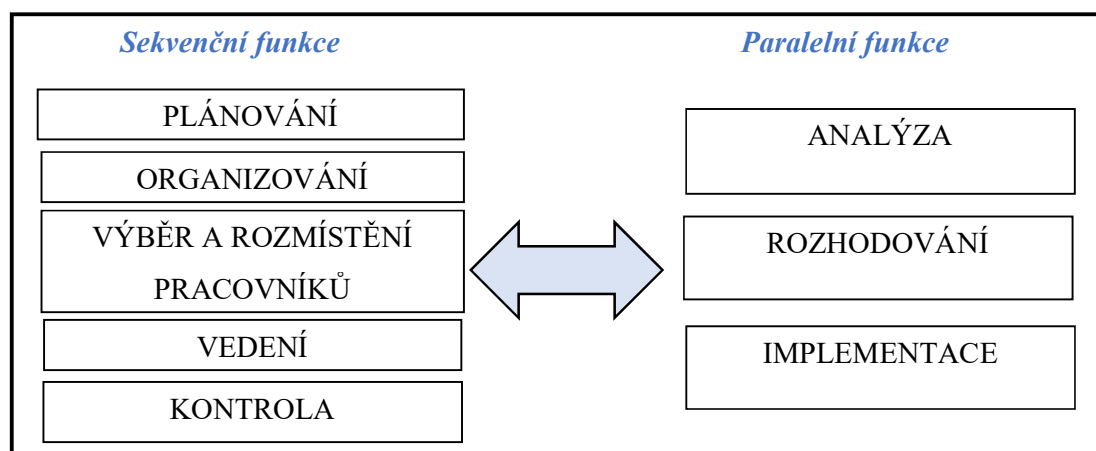 Sekvenční funkce
PLÁNOVÁNÍ
ORGANIZOVÁNÍ
VÝBĚR A ROZMÍSTĚNÍ
PRACOVNÍKŮ
VEDENÍ
KONTROLA
Paralelní funkce
ANALÝZA
ROZHODOVÁNÍ
IMPLEMENTACE